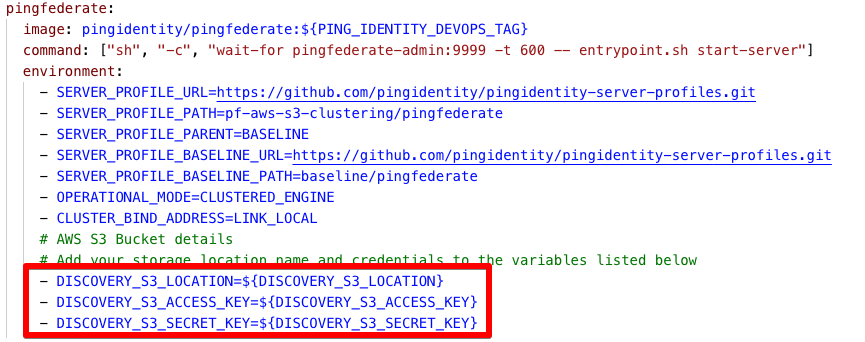 pingfederate:
image: pingidentity/pingfederate:${PING_IDENTITY_DEVOPS_TAG}
command: ["sh", "-c", "wait-for pingfederate-admin:9999 -t 600 -- entrypoint.sh start-server"]
environment:
- SERVER_PROFILE_URL=https://github.com/pingidentity/pingidentity-server-profiles.git
- SERVER_PROFILE_PATH=pf-aws-s3-clustering/pingfederate
- SERVER_PROFILE_PARENT=BASELINE
- SERVER_PROFILE_BASELINE_URL=https://github.com/pingidentity/pingidentity-server-profiles.git
- SERVER_PROFILE_BASELINE_PATH=baseline/pingfederate
- OPERATIONAL_MODE=CLUSTERED_ENGINE
- CLUSTER_BIND_ADDRESS=LINK_LOCAL
# AWS S3 Bucket details
# Add your storage location name and credentials to the variables listed below
- DISCOVERY_S3_LOCATION=${DISCOVERY_S3_LOCATION}
- DISCOVERY_S3_ACCESS_KEY=${DISCOVERY_S3_ACCESS_KEY}
- DISCOVERY_S3_SECRET_KEY=${DISCOVERY_S3_SECRET_KEY}